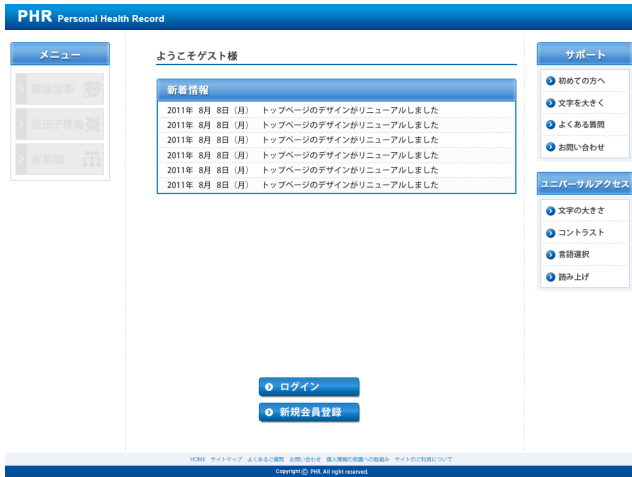 PHR Personal Health Record
メニュー
健康診断
遺伝子情報
家系図
ようこそゲスト様
新着情報
2011年 8月 8日（月） トップページのデザインがリニューアルしました
2011年 8月 8日（月） トップページのデザインがリニューアルしました
2011年 8月 8日（月） トップページのデザインがリニューアルしました
2011年 8月 8日（月） トップページのデザインがリニューアルしました
2011年 8月 8日（月） トップページのデザインがリニューアルしました
2011年 8月 8日（月） トップページのデザインがリニューアルしました
ログイン
新規会員登録
サポート
初めての方へ
文字を大きく
よくある質問
お問い合わせ
ユニバーサルアクセス
文字の大きさ
コントラスト
言語選択
読み上げ
HOME サイトマップ よくあるご質問 お問い合わせ 個人情報の保護への取組み サイトのご利用について
Copyright Ⓒ PHR. All right reserved.